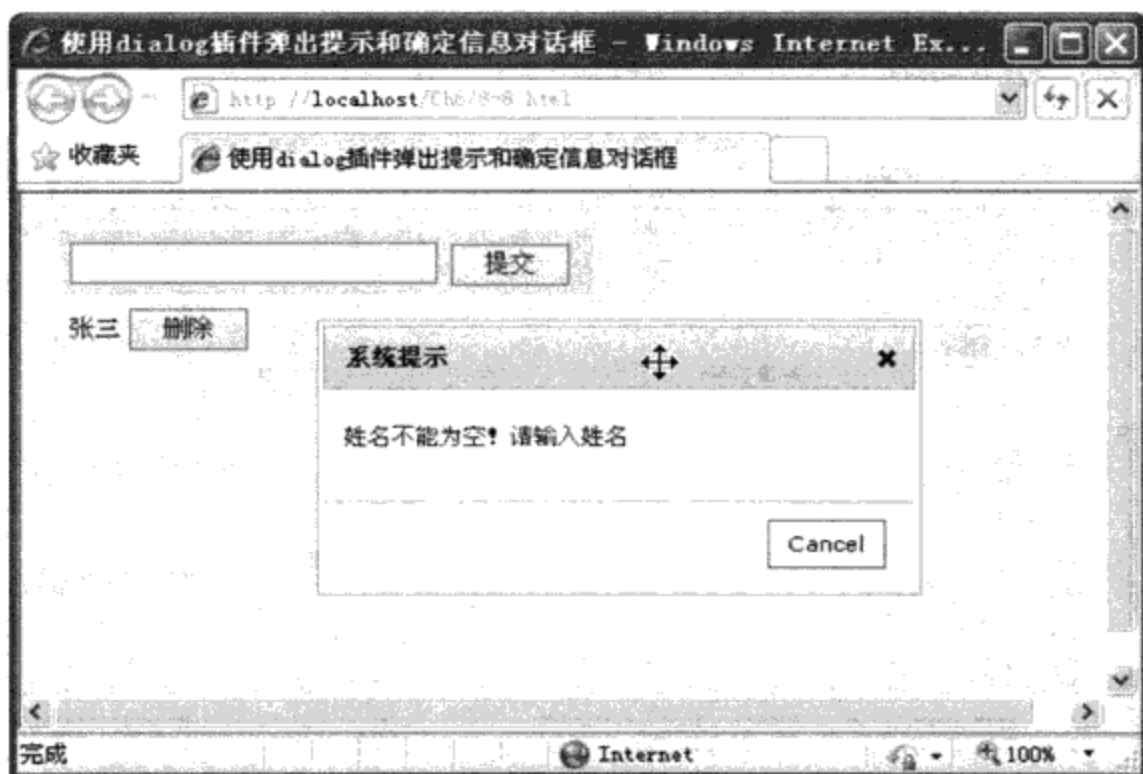 使用dialog插件弹出提示和确定信息对话框 - Windows Internet Ex...
localhost
收藏夹
使用dialog插件弹出提示和确定信息对话框
提交
张三 删除
系统提示
姓名不能为空！请输入姓名
Cancel
完成
Internet
100%